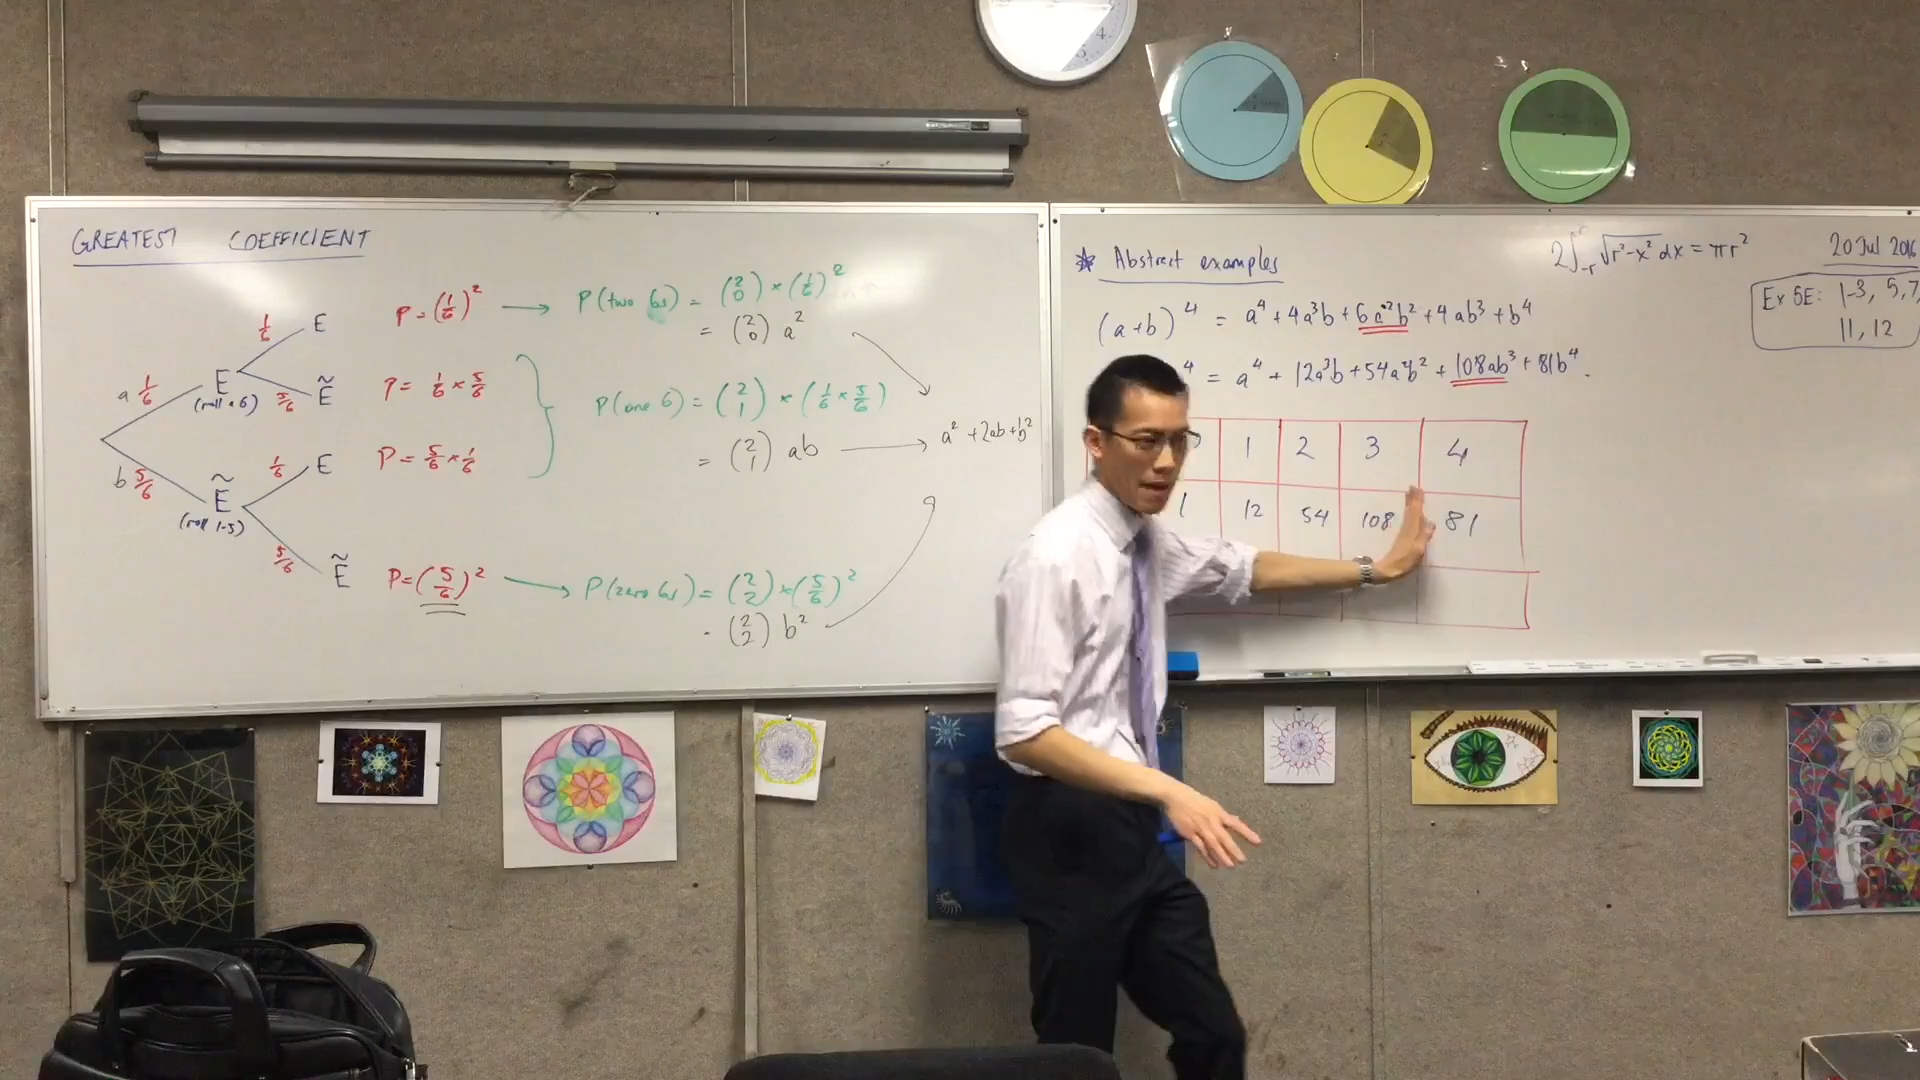 GREATEST COEFFICIENT
1/6 E
a 1/6 E
(roll a 6) 5/6 Ẽ
b 5/6 Ẽ
(roll 1-5) 1/6 E
5/6 Ẽ
P = (1/6)²
P = 1/6 × 5/6
P = 5/6 × 1/6
P = (5/6)²
P(two 6s) = (2 0) × (1/6)²
= (2 0) a²
P(one 6) = (2 1) × (1/6 × 5/6)
= (2 1) ab
a² + 2ab + b²
P(zero 6s) = (2 2) × (5/6)²
= (2 2) b²
Abstract examples
(a+b)⁴ = a⁴ + 4a³b + 6a²b² + 4ab³ + b⁴
⁴ = a⁴ + 12a³b + 54a²b² + 108ab³ + 81b⁴.
1 2 3 4
1 12 54 108 81
2∫₋ᵣʳ √(r²-x²) dx = πr²
20 Jul 2016
Ex 5E: 1-3, 5, 7,
11, 12